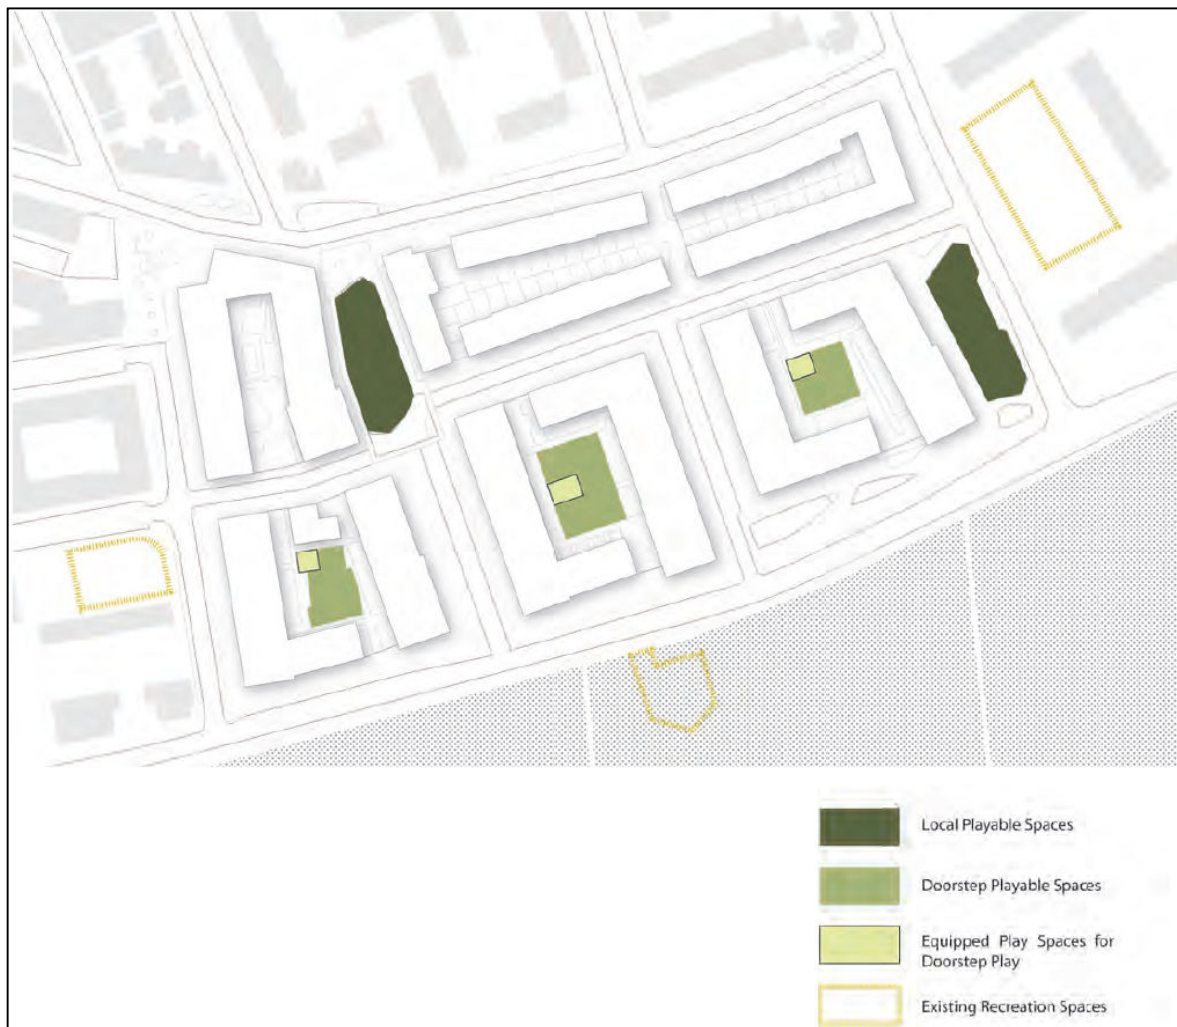 Local Playable Spaces
Doorstep Playable Spaces
Equipped Play Spaces for
Doorstep Play
Existing Recreation Spaces